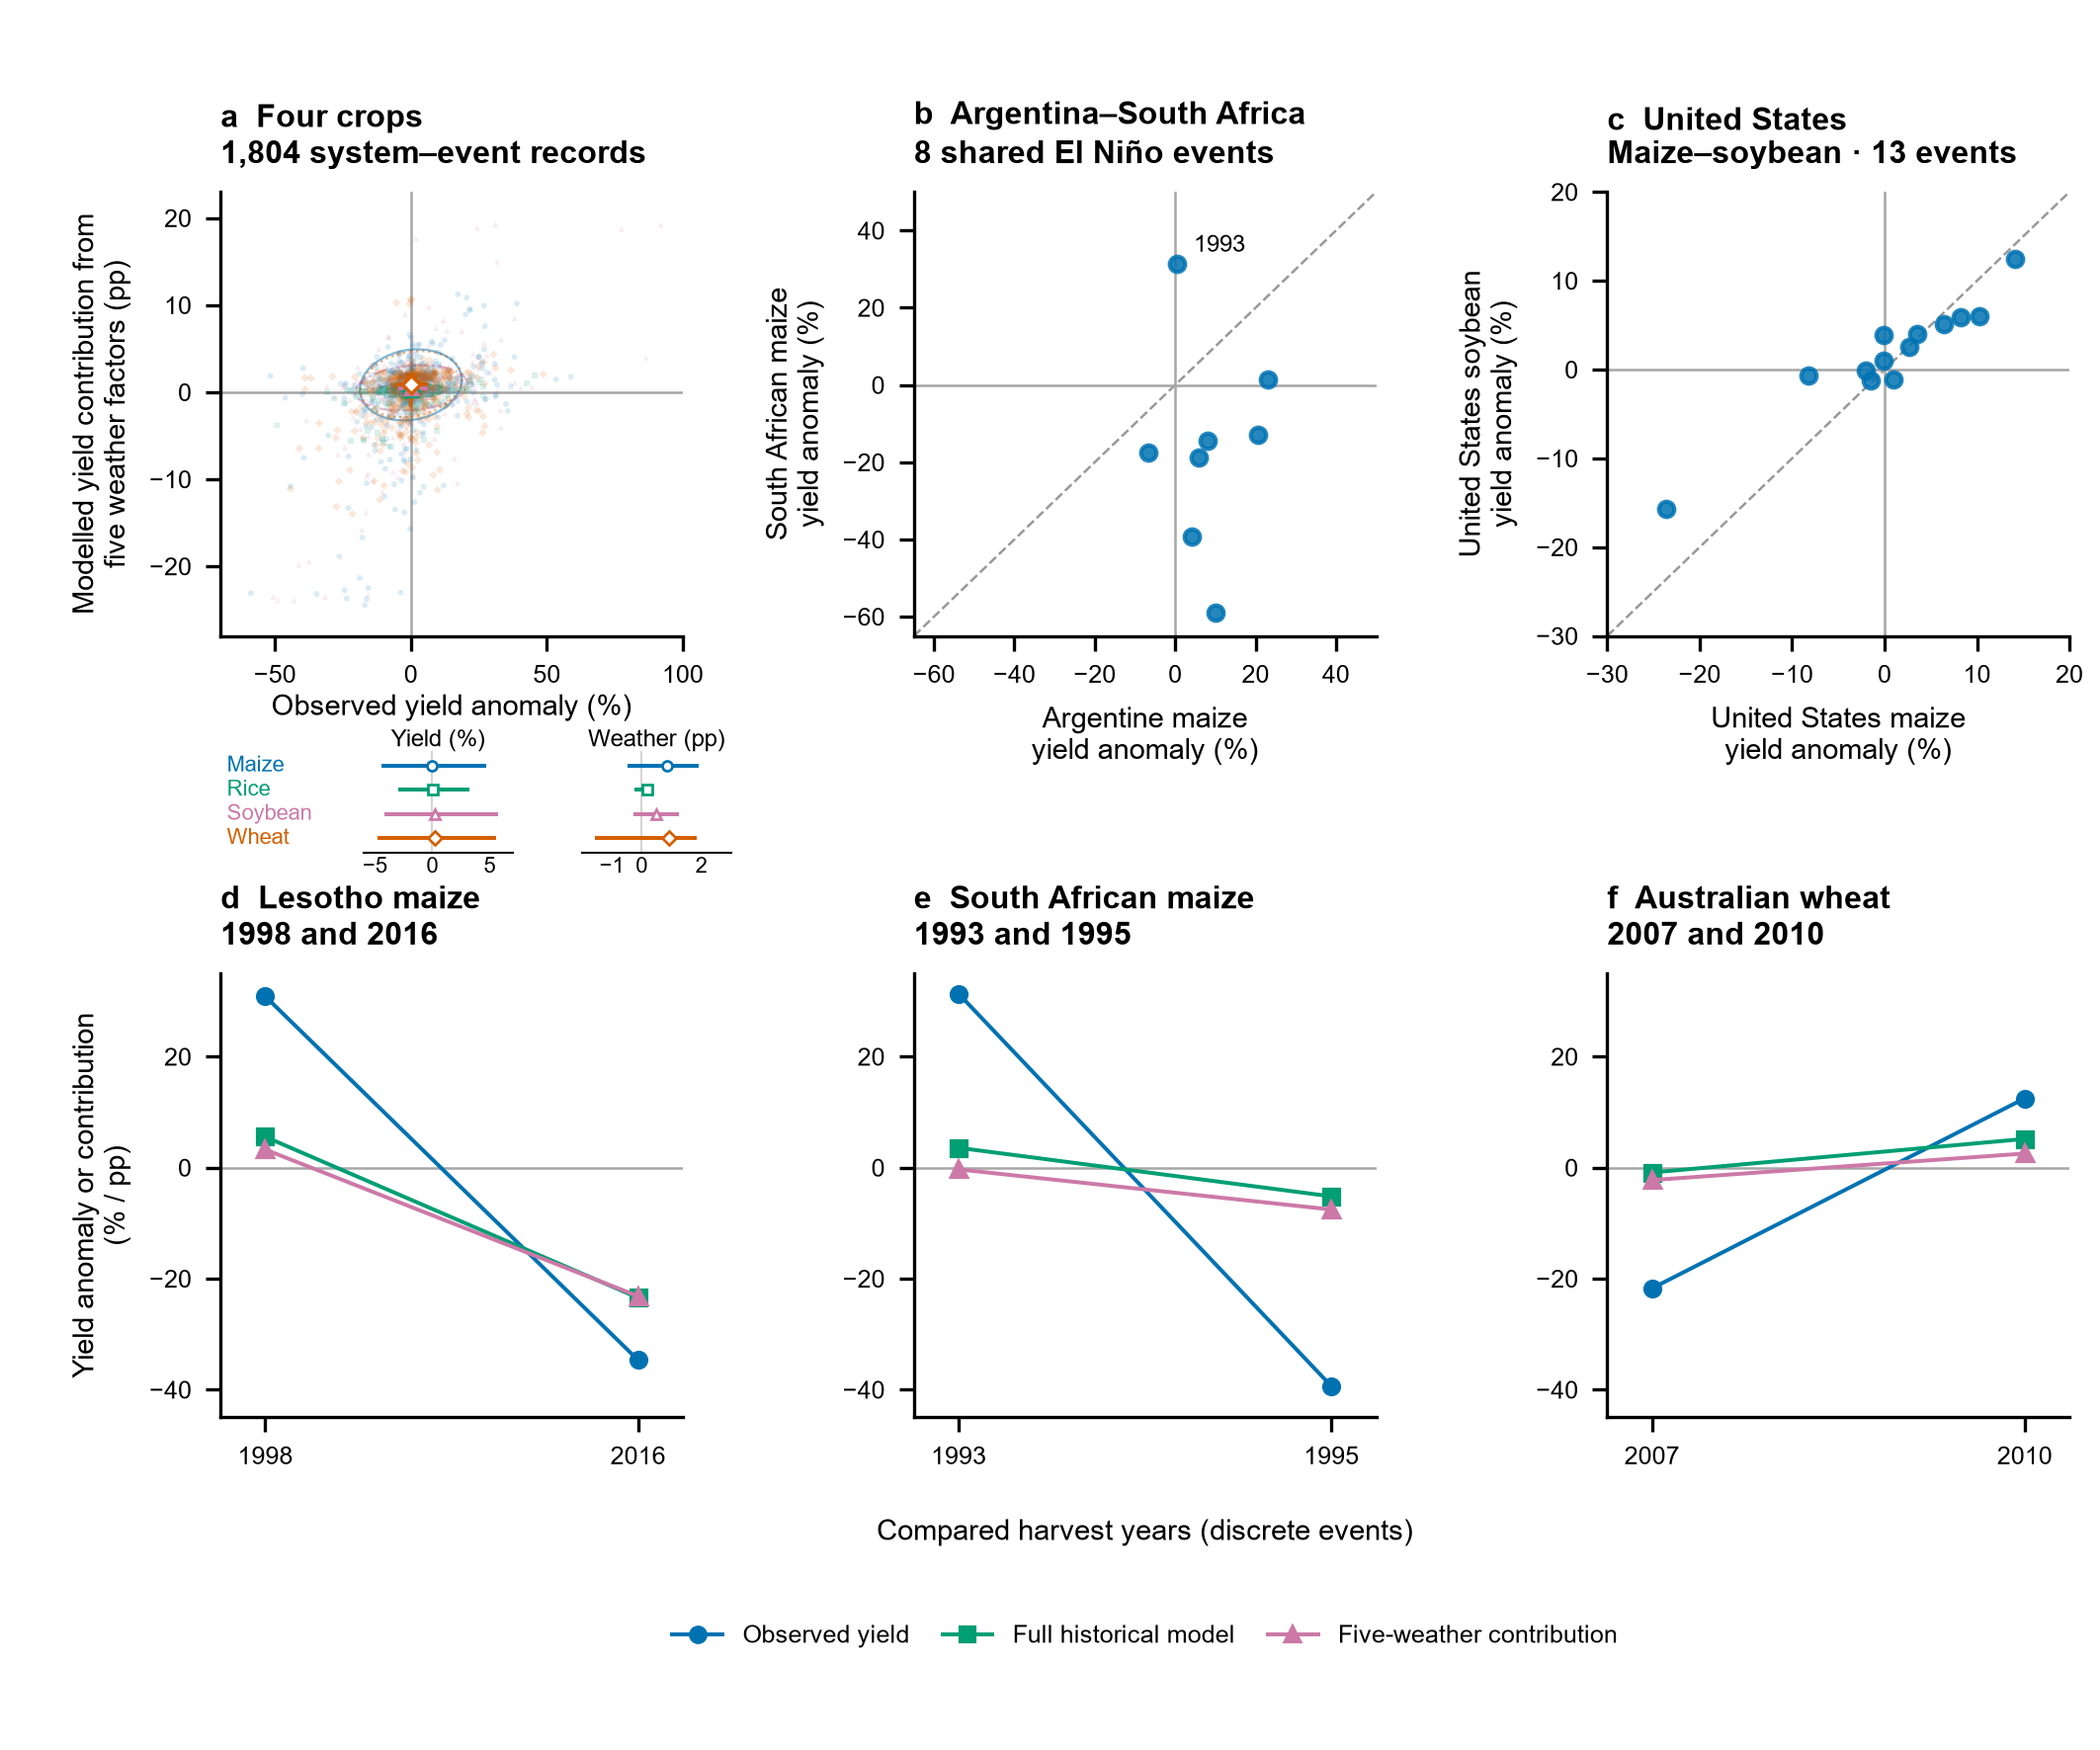 a Four crops
1,804 system–event records
Modelled yield contribution from
five weather factors (pp)
20
10
0
−10
−20
−50
0
50
100
Observed yield anomaly (%)
Yield (%)
Weather (pp)
Maize
Rice
Soybean
Wheat
−5
0
5
−1
0
2
b Argentina–South Africa
8 shared El Niño events
South African maize
yield anomaly (%)
40
20
0
−20
−40
−60
1993
−60
−40
−20
0
20
40
Argentine maize
yield anomaly (%)
c United States
Maize–soybean · 13 events
United States soybean
yield anomaly (%)
20
10
0
−10
−20
−30
−30
−20
−10
0
10
20
United States maize
yield anomaly (%)
d Lesotho maize
1998 and 2016
Yield anomaly or contribution
(% / pp)
20
0
−20
−40
1998
2016
e South African maize
1993 and 1995
20
0
−20
−40
1993
1995
f Australian wheat
2007 and 2010
20
0
−20
−40
2007
2010
Compared harvest years (discrete events)
Observed yield
Full historical model
Five-weather contribution